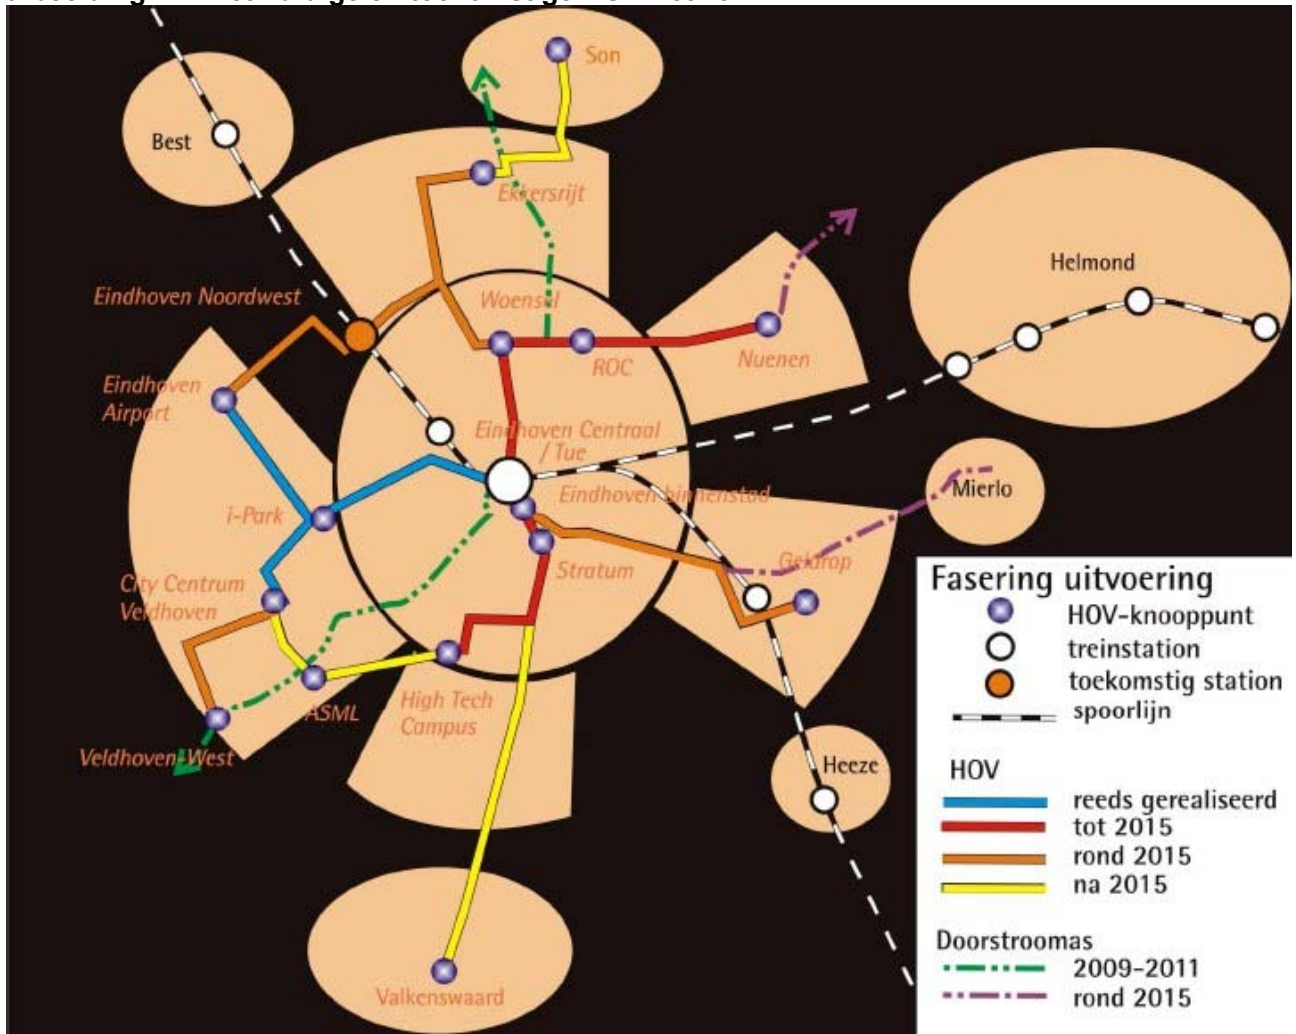 Son
Best
Ekkersrijt
Helmond
Eindhoven Noordwest
Woensel
ROC
Nuenen
Eindhoven
Airport
Eindhoven Centraal
/ Tue
Mierlo
Eindhoven binnenstad
i-Park
Stratum
Geldrop
City Centrum
Veldhoven
High Tech
Campus
ASML
Veldhoven-West
Heeze
Valkenswaard
Fasering uitvoering
HOV-knooppunt
treinstation
toekomstig station
spoorlijn
HOV
reeds gerealiseerd
tot 2015
rond 2015
na 2015
Doorstroomas
2009-2011
rond 2015